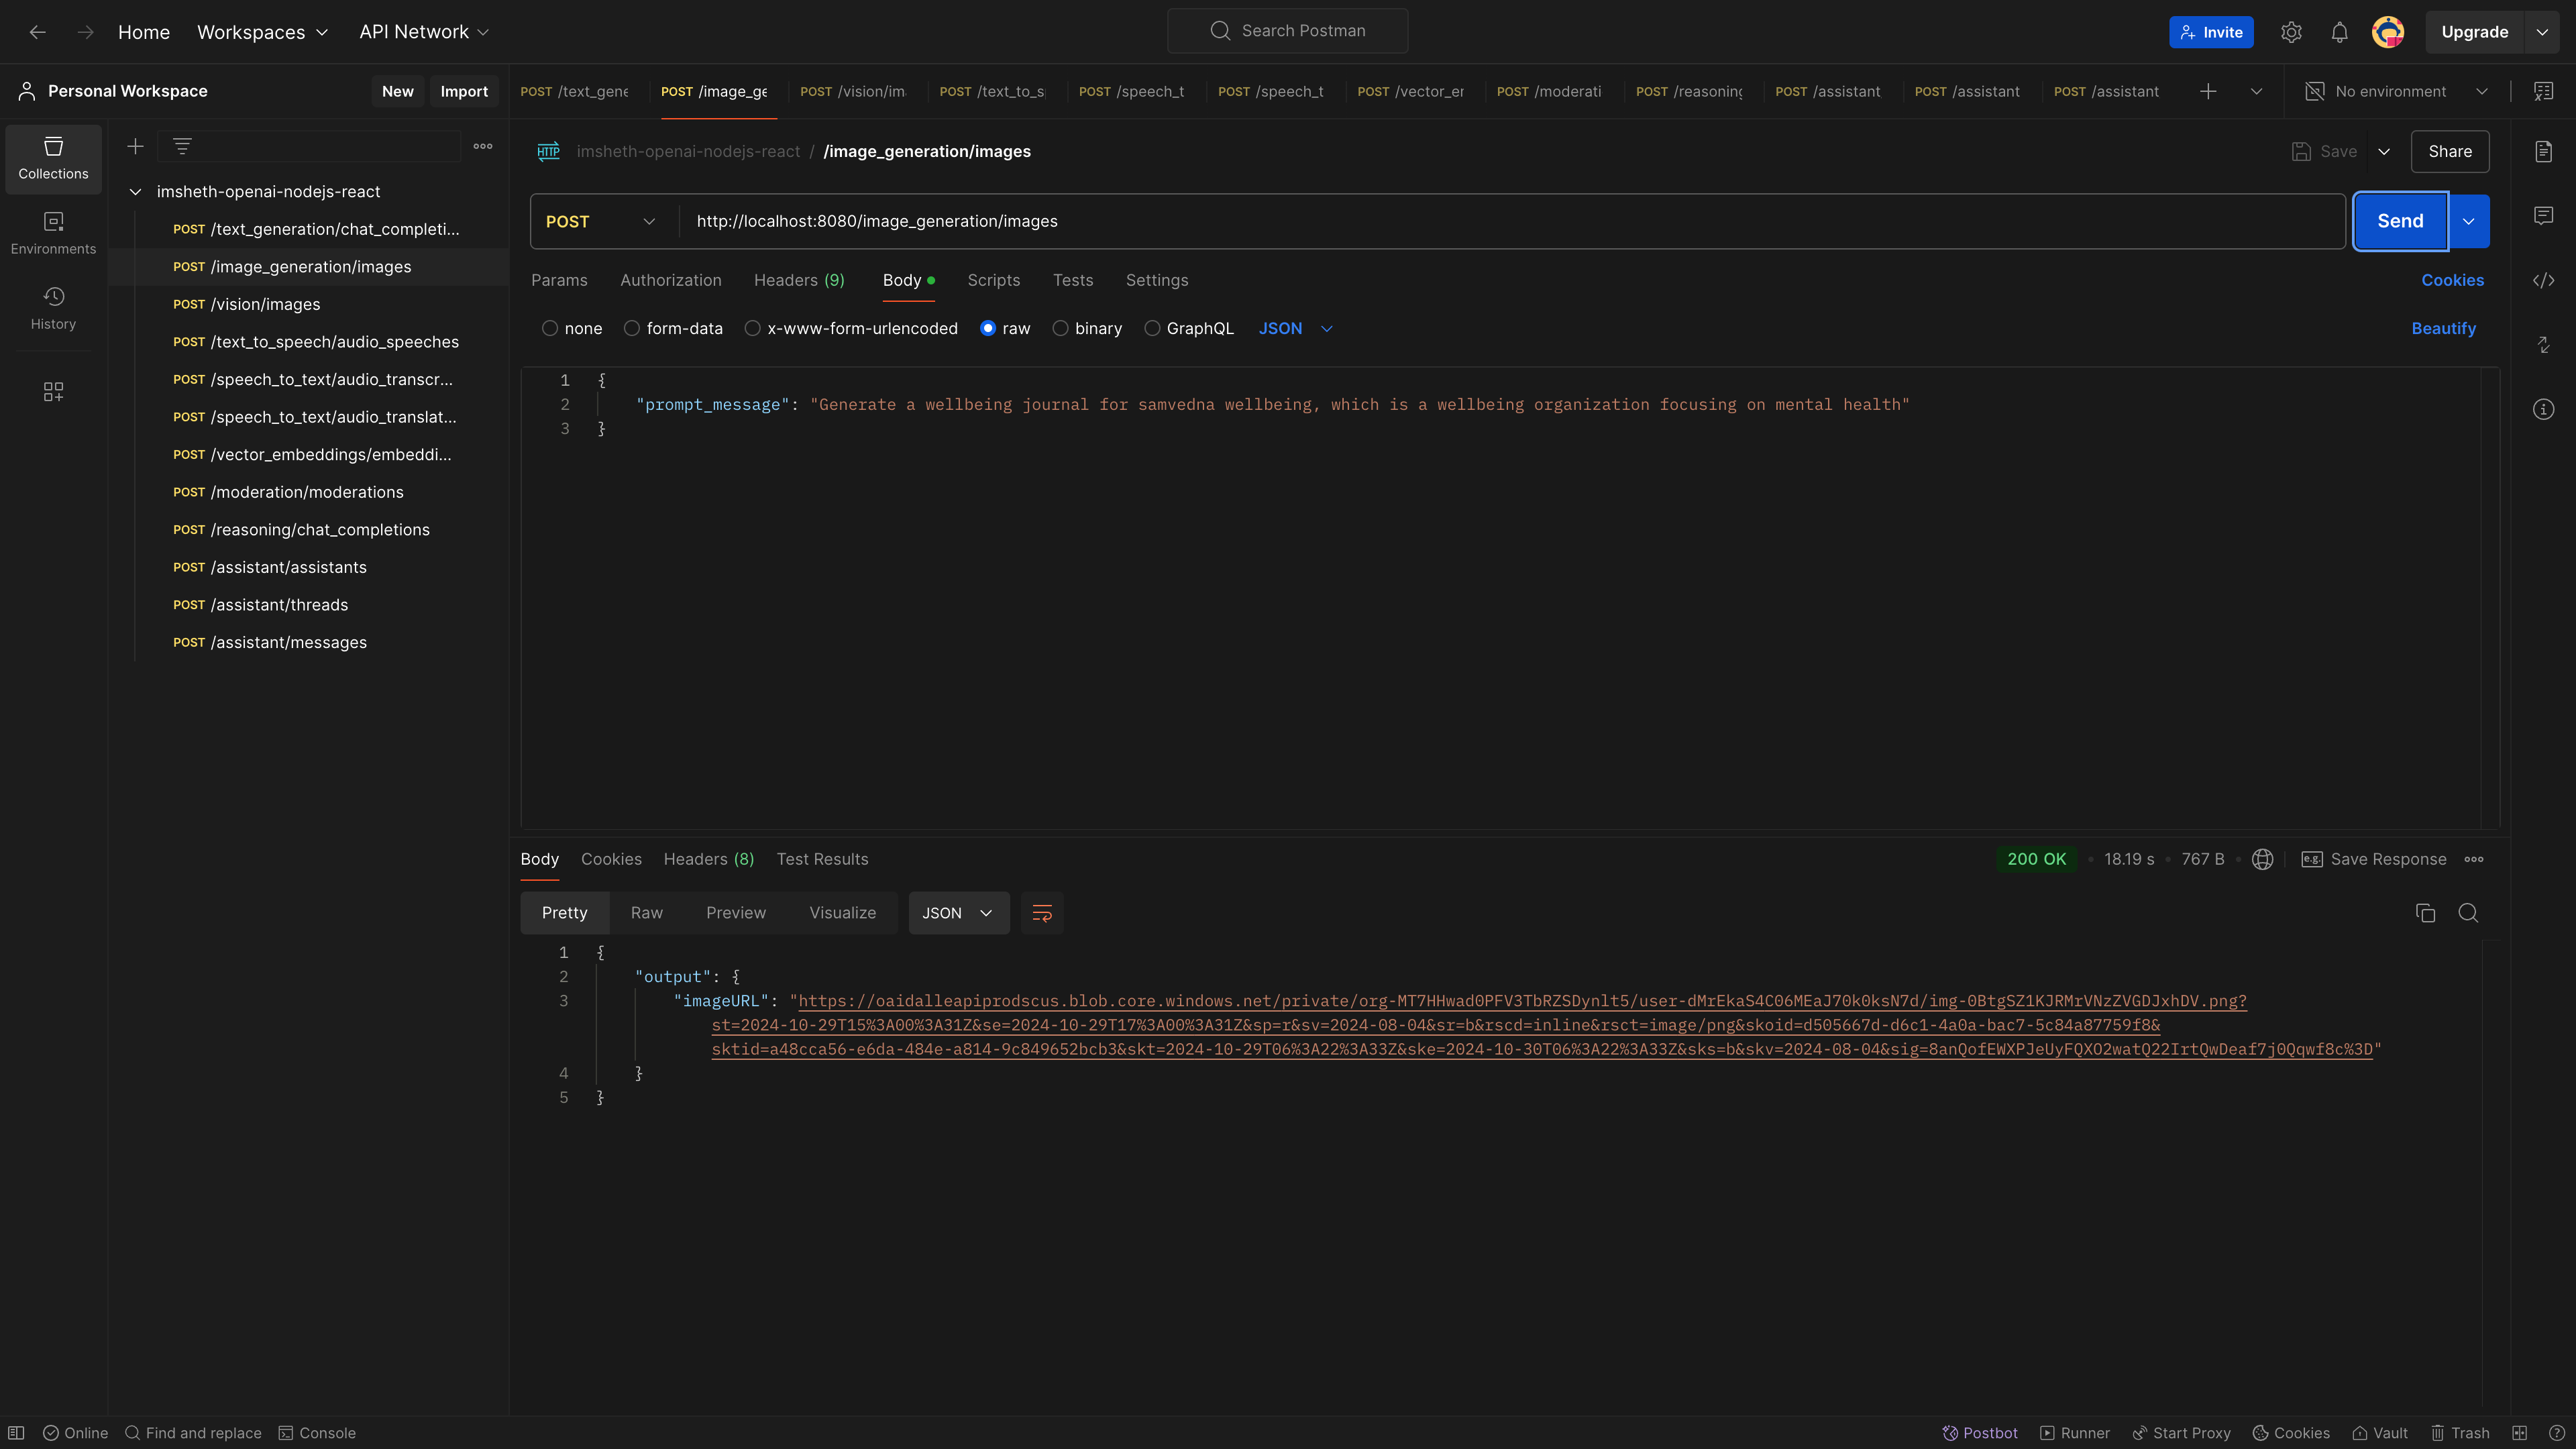 Home Workspaces API Network Search Postman Invite Upgrade
Personal Workspace New Import
POST /text_gene POST /image_ge POST /vision/im POST /text_to_s POST /speech_t POST /speech_t POST /vector_er POST /moderati POST /reasoning POST /assistant POST /assistant POST /assistant No environment
Collections
Environments
History
imsheth-openai-nodejs-react
POST /text_generation/chat_completi...
POST /image_generation/images
POST /vision/images
POST /text_to_speech/audio_speeches
POST /speech_to_text/audio_transcr...
POST /speech_to_text/audio_translat...
POST /vector_embeddings/embeddi...
POST /moderation/moderations
POST /reasoning/chat_completions
POST /assistant/assistants
POST /assistant/threads
POST /assistant/messages
HTTP imsheth-openai-nodejs-react / /image_generation/images Save Share
POST http://localhost:8080/image_generation/images Send
Params Authorization Headers (9) Body Scripts Tests Settings Cookies
none form-data x-www-form-urlencoded raw binary GraphQL JSON Beautify
1 {
2 "prompt_message": "Generate a wellbeing journal for samvedna wellbeing, which is a wellbeing organization focusing on mental health"
3 }
Body Cookies Headers (8) Test Results 200 OK 18.19 s 767 B e.g. Save Response
Pretty Raw Preview Visualize JSON
1 {
2 "output": {
3 "imageURL": "https://oaidalleapiprodscus.blob.core.windows.net/private/org-MT7HHwad0PFV3TbRZSDynlt5/user-dMrEkaS4C06MEaJ70k0ksN7d/img-0BtgSZ1KJRMrVNzZVGDJxhDV.png?
st=2024-10-29T15%3A00%3A31Z&se=2024-10-29T17%3A00%3A31Z&sp=r&sv=2024-08-04&sr=b&rscd=inline&rsct=image/png&skoid=d505667d-d6c1-4a0a-bac7-5c84a87759f8&
sktid=a48cca56-e6da-484e-a814-9c849652bcb3&skt=2024-10-29T06%3A22%3A33Z&ske=2024-10-30T06%3A22%3A33Z&sks=b&skv=2024-08-04&sig=8anQofEWXPJeUyFQXO2watQ22IrtQwDeaf7j0Qqwf8c%3D"
4 }
5 }
Online Find and replace Console Postbot Runner Start Proxy Cookies Vault Trash